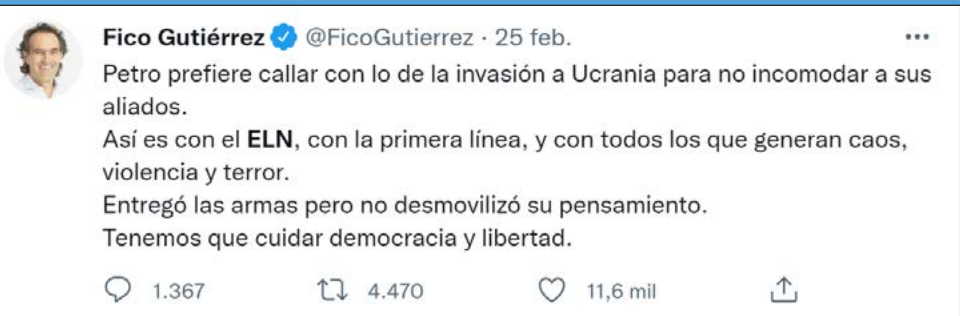 Fico Gutiérrez @FicoGutierrez · 25 feb.
Petro prefiere callar con lo de la invasión a Ucrania para no incomodar a sus
aliados.
Así es con el ELN, con la primera línea, y con todos los que generan caos,
violencia y terror.
Entregó las armas pero no desmovilizó su pensamiento.
Tenemos que cuidar democracia y libertad.
1.367 4.470 11,6 mil